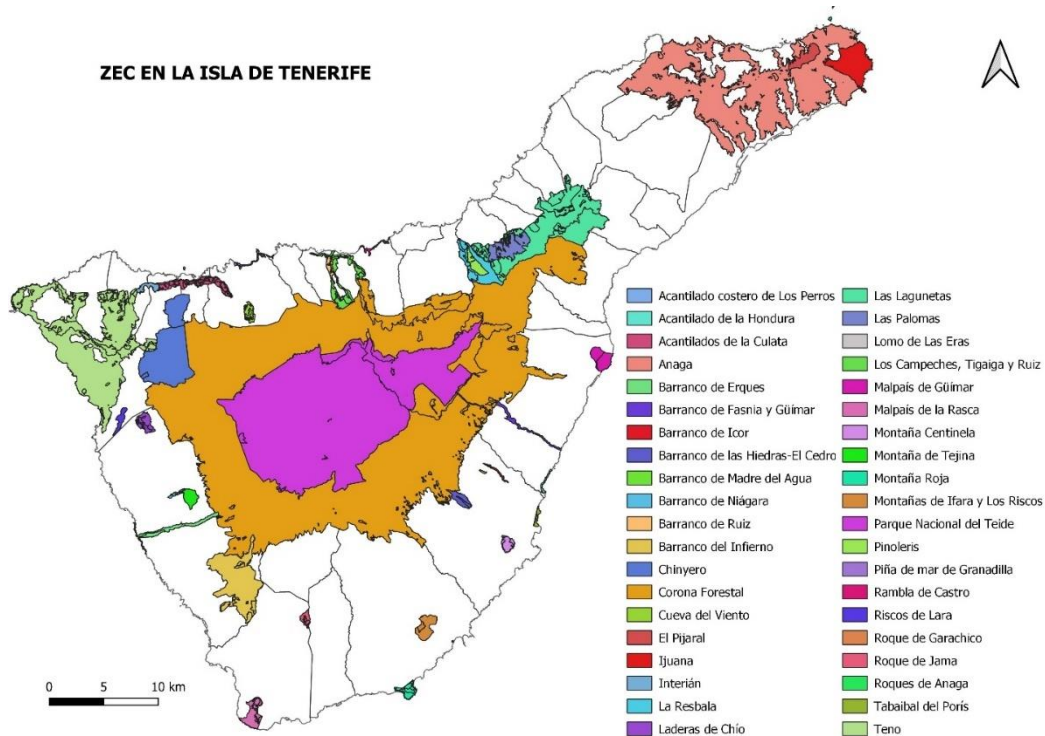 ZEC EN LA ISLA DE TENERIFE
Acantilado costero de Los Perros
Acantilado de la Hondura
Acantilados de la Culata
Anaga
Barranco de Erques
Barranco de Fasnia y Güímar
Barranco de Icor
Barranco de las Hiedras-El Cedro
Barranco de Madre del Agua
Barranco de Niágara
Barranco de Ruiz
Barranco del Infierno
Chinyero
Corona Forestal
Cueva del Viento
El Pijaral
Ijuana
Interián
La Resbala
Laderas de Chío
Las Lagunetas
Las Palomas
Lomo de Las Eras
Los Campeches, Tigaiga y Ruiz
Malpaís de Güímar
Malpaís de la Rasca
Montaña Centinela
Montaña de Tejina
Montaña Roja
Montañas de Ifara y Los Riscos
Parque Nacional del Teide
Pinoleris
Piña de mar de Granadilla
Rambla de Castro
Riscos de Lara
Roque de Garachico
Roque de Jama
Roques de Anaga
Tabaibal del Porís
Teno
0 5 10 km